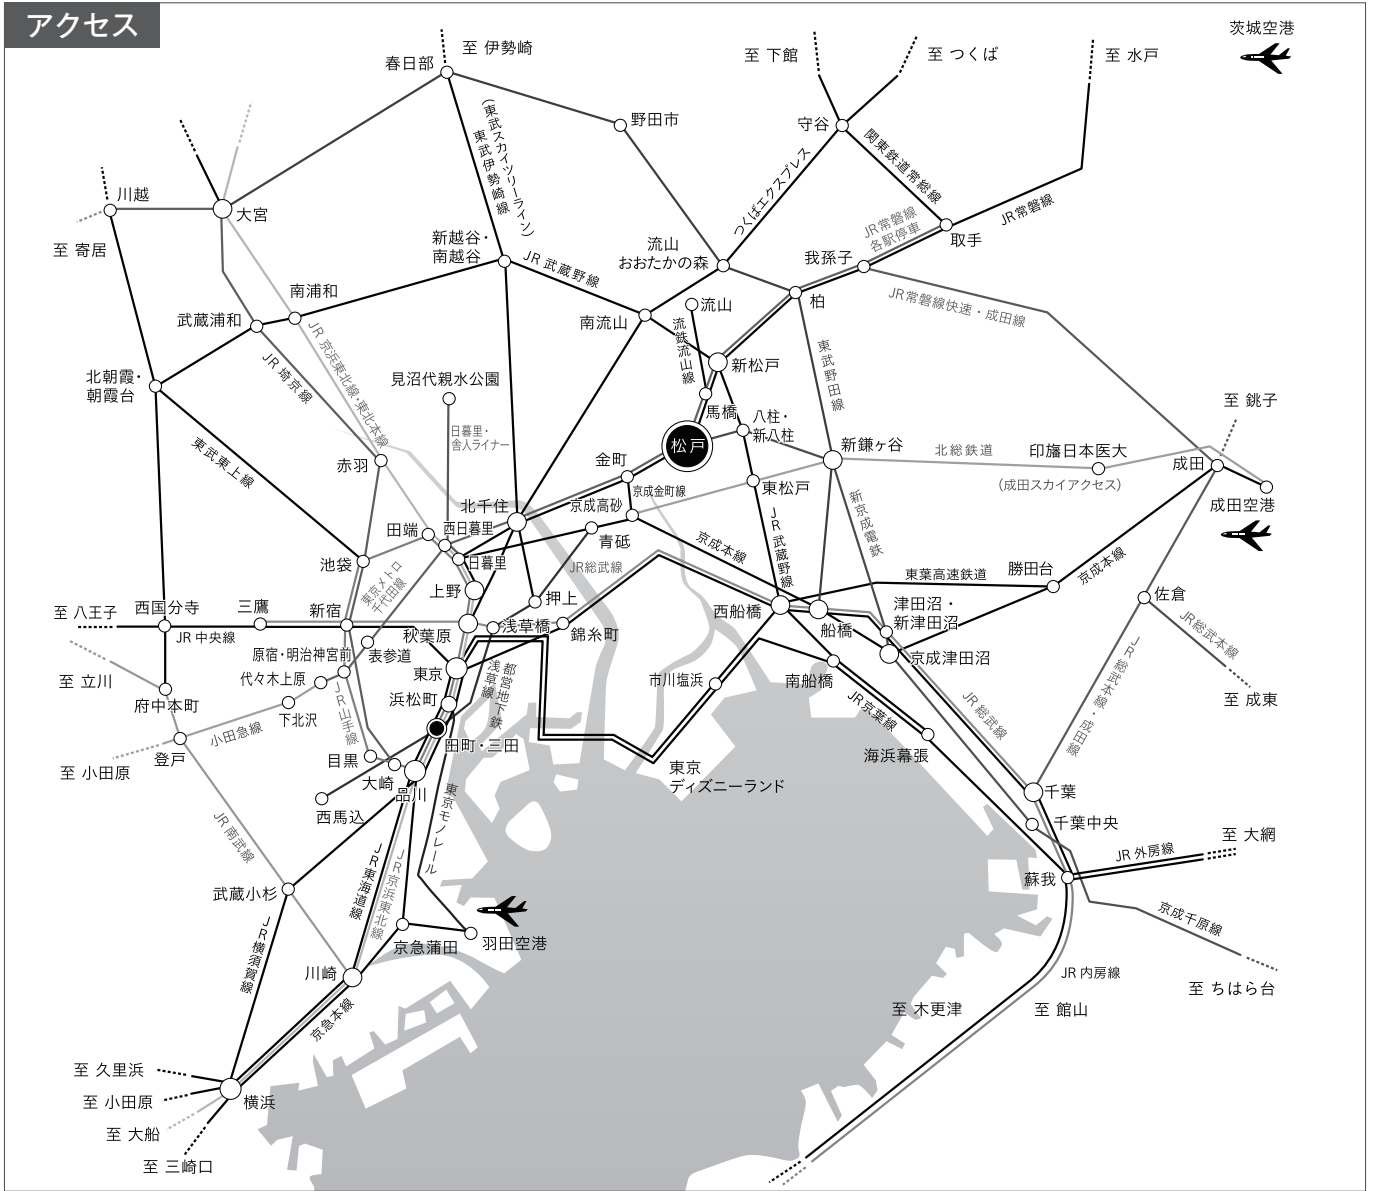 アクセス
茨城空港
至 伊勢崎
至 下館
至 つくば
至 水戸
春日部
野田市
守谷
(東武スカイツリーライン)
東武伊勢崎線
関東鉄道常総線
つくばエクスプレス
JR常磐線
JR常磐線
各駅停車
取手
川越
大宮
至 寄居
新越谷・
南越谷
JR 武蔵野線
流山
おおたかの森
我孫子
柏
JR常磐線快速・成田線
南浦和
武蔵浦和
南流山
流山
流鉄流山線
新松戸
東武野田線
JR 京浜東北線・東北本線
JR 埼京線
北朝霞・
朝霞台
見沼代親水公園
馬橋
八柱・
新八柱
至 銚子
日暮里・
舎人ライナー
松戸
新鎌ヶ谷
北総鉄道
印旛日本医大
(成田スカイアクセス)
成田
成田空港
東武東上線
赤羽
金町
京成金町線
東松戸
北千住
京成高砂
新京成電鉄
田端
西日暮里
青砥
京成本線
JR武蔵野線
池袋
日暮里
JR総武線
東葉高速鉄道
勝田台
京成本線
東京メトロ
千代田線
上野
押上
西船橋
船橋
津田沼・
新津田沼
佐倉
至 八王子
西国分寺
三鷹
新宿
秋葉原
浅草橋
錦糸町
JR 中央線
JR総武本線
原宿・明治神宮前
表参道
東京
京成津田沼
至 立川
代々木上原
浜松町
都営地下鉄
浅草線
市川塩浜
南船橋
JR 総武本線・成田線
至 成東
府中本町
下北沢
JR山手線
JR京葉線
JR 総武線
小田急線
田町・三田
海浜幕張
至 小田原
登戸
目黒
大崎
品川
東京
ディズニーランド
西馬込
東京モノレール
千葉
千葉中央
JR 南武線
至 大網
JR 外房線
JR東海道線
JR京浜東北線
武蔵小杉
蘇我
京成千原線
JR横須賀線
京急蒲田
羽田空港
川崎
JR 内房線
至 ちはら台
京急本線
至 木更津
至 館山
至 久里浜
至 小田原
横浜
至 大船
至 三崎口